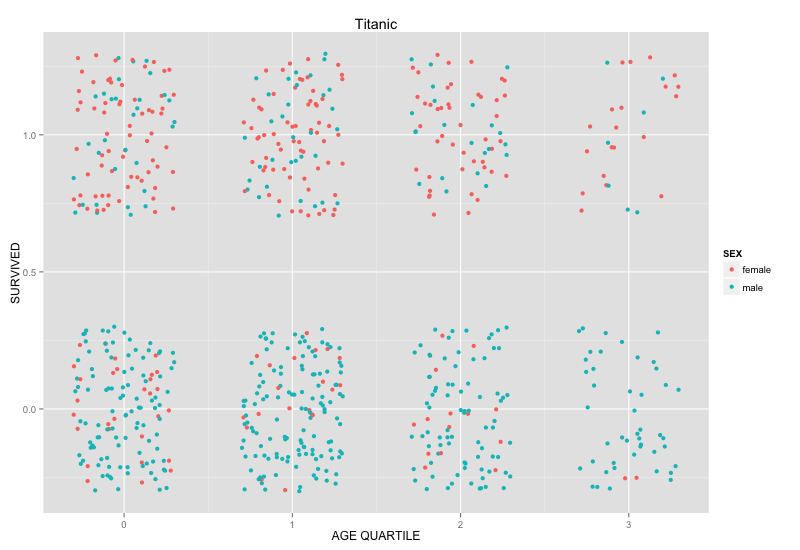 Titanic
SURVIVED
1.0
0.5
0.0
0 1 2 3
AGE QUARTILE
SEX
female
male